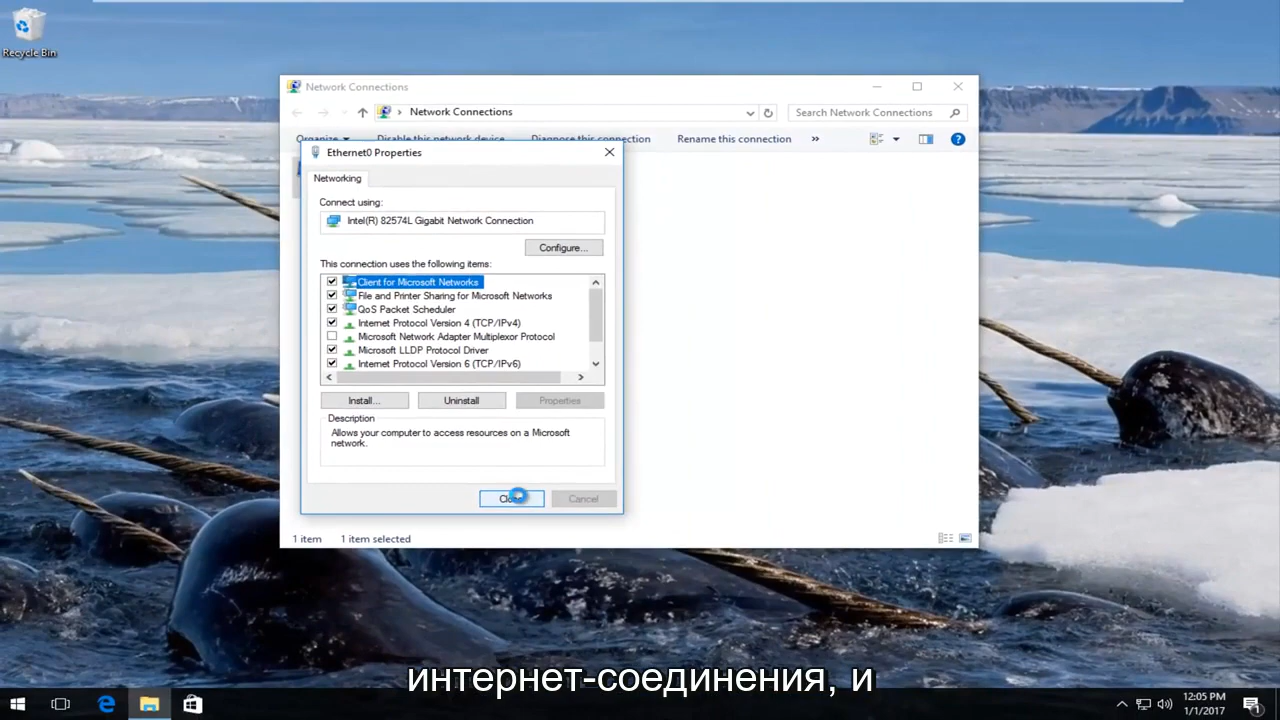 Recycle Bin
Network Connections
Network Connections
Search Network Connections
Organize
Disable this network device
Diagnose this connection
Rename this connection
»
Ethernet0 Properties
Networking
Connect using:
Intel(R) 82574L Gigabit Network Connection
Configure...
This connection uses the following items:
Client for Microsoft Networks
File and Printer Sharing for Microsoft Networks
QoS Packet Scheduler
Internet Protocol Version 4 (TCP/IPv4)
Microsoft Network Adapter Multiplexor Protocol
Microsoft LLDP Protocol Driver
Internet Protocol Version 6 (TCP/IPv6)
Install...
Uninstall
Properties
Description
Allows your computer to access resources on a Microsoft
network.
Close
Cancel
1 item
1 item selected
интернет-соединения, и
12:05 PM
1/1/2017
1